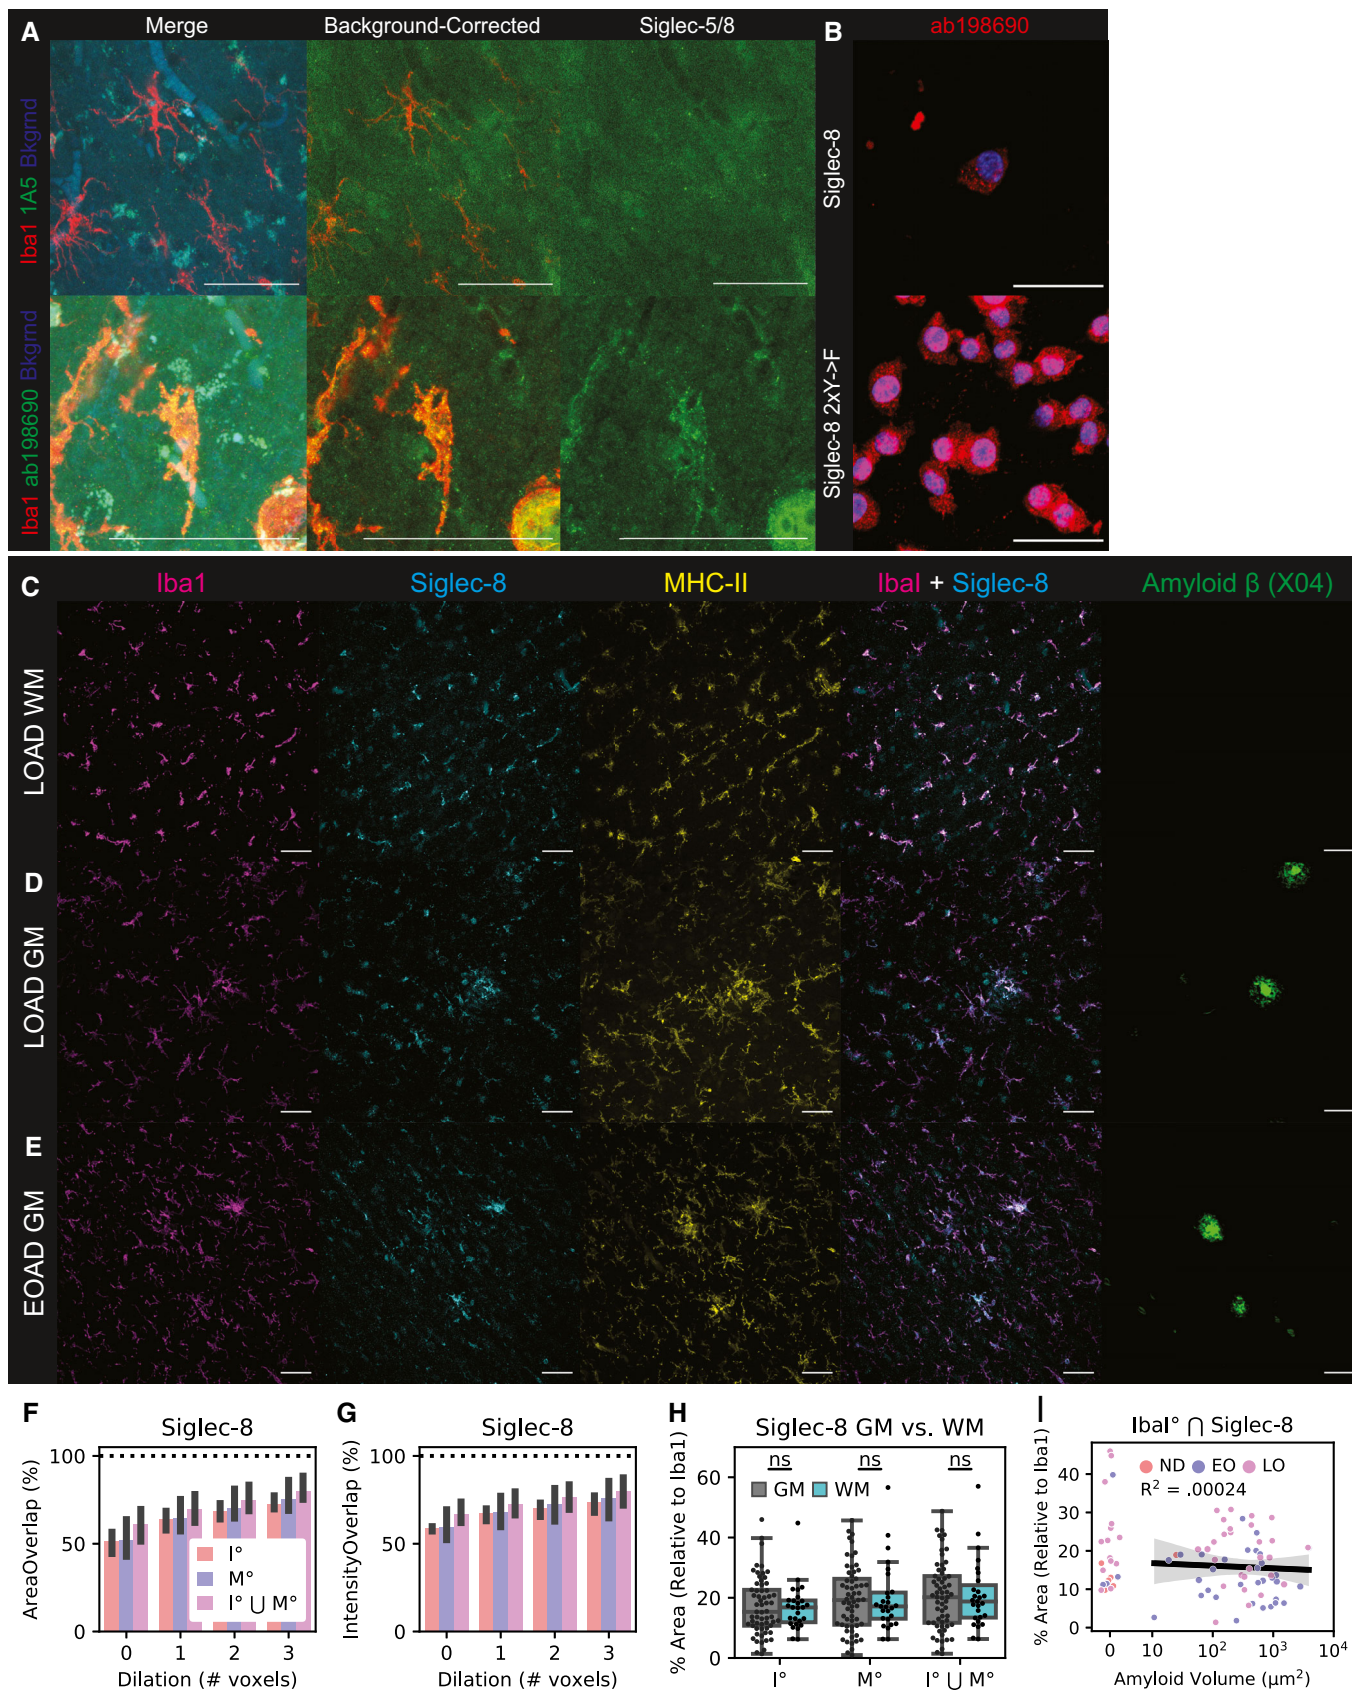 A Merge Background-Corrected Siglec-5/8 B ab198690
Iba1 1A5 Bkgrnd
Iba1 ab198690 Bkgrnd
Siglec-8
Siglec-8 2xY->F
C Iba1 Siglec-8 MHC-II IbaI + Siglec-8 Amyloid β (X04)
LOAD WM
D
LOAD GM
E
EOAD GM
F Siglec-8
AreaOverlap (%)
100
50
0
I°
M°
I° ⋃ M°
0 1 2 3
Dilation (# voxels)
G Siglec-8
IntensityOverlap (%)
100
50
0
0 1 2 3
Dilation (# voxels)
H Siglec-8 GM vs. WM
% Area (Relative to Iba1)
ns ns ns
GM WM
60
40
20
0
I° M° I° ⋃ M°
I IbaI° ⋂ Siglec-8
% Area (Relative to Iba1)
ND EO LO
R² = .00024
40
30
20
10
0
0 10 10² 10³ 10⁴
Amyloid Volume (µm²)